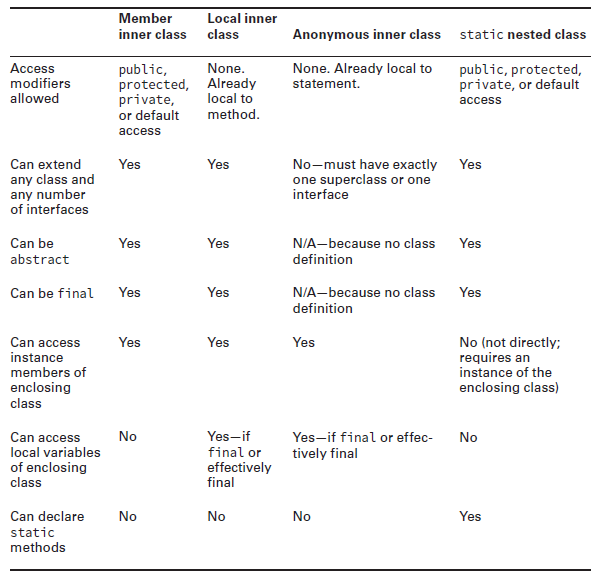 Member inner class
Local inner class
Anonymous inner class
static nested class
Access modifiers allowed
public, protected, private, or default access
None. Already local to method.
None. Already local to statement.
public, protected, private, or default access
Can extend any class and any number of interfaces
Yes
Yes
No—must have exactly one superclass or one interface
Yes
Can be abstract
Yes
Yes
N/A—because no class definition
Yes
Can be final
Yes
Yes
N/A—because no class definition
Yes
Can access instance members of enclosing class
Yes
Yes
Yes
No (not directly; requires an instance of the enclosing class)
Can access local variables of enclosing class
No
Yes—if final or effectively final
Yes—if final or effec-
tively final
No
Can declare static methods
No
No
No
Yes